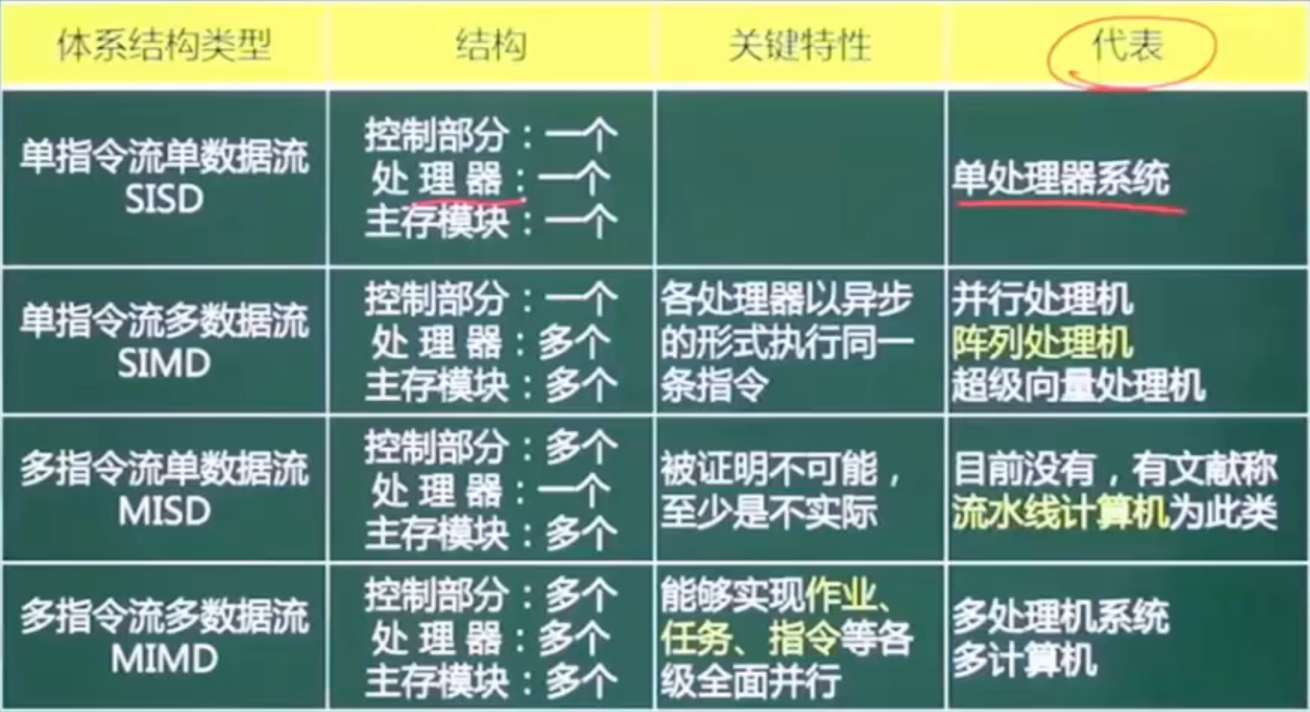 体系结构类型 结构 关键特性 代表
单指令流单数据流
SISD
控制部分：一个
处 理 器：一个
主存模块：一个
单处理器系统
单指令流多数据流
SIMD
控制部分：一个
处 理 器：多个
主存模块：多个
各处理器以异步
的形式执行同一
条指令
并行处理机
阵列处理机
超级向量处理机
多指令流单数据流
MISD
控制部分：多个
处 理 器：一个
主存模块：多个
被证明不可能，
至少是不实际
目前没有，有文献称
流水线计算机为此类
多指令流多数据流
MIMD
控制部分：多个
处 理 器：多个
主存模块：多个
能够实现作业、
任务、指令等各
级全面并行
多处理机系统
多计算机